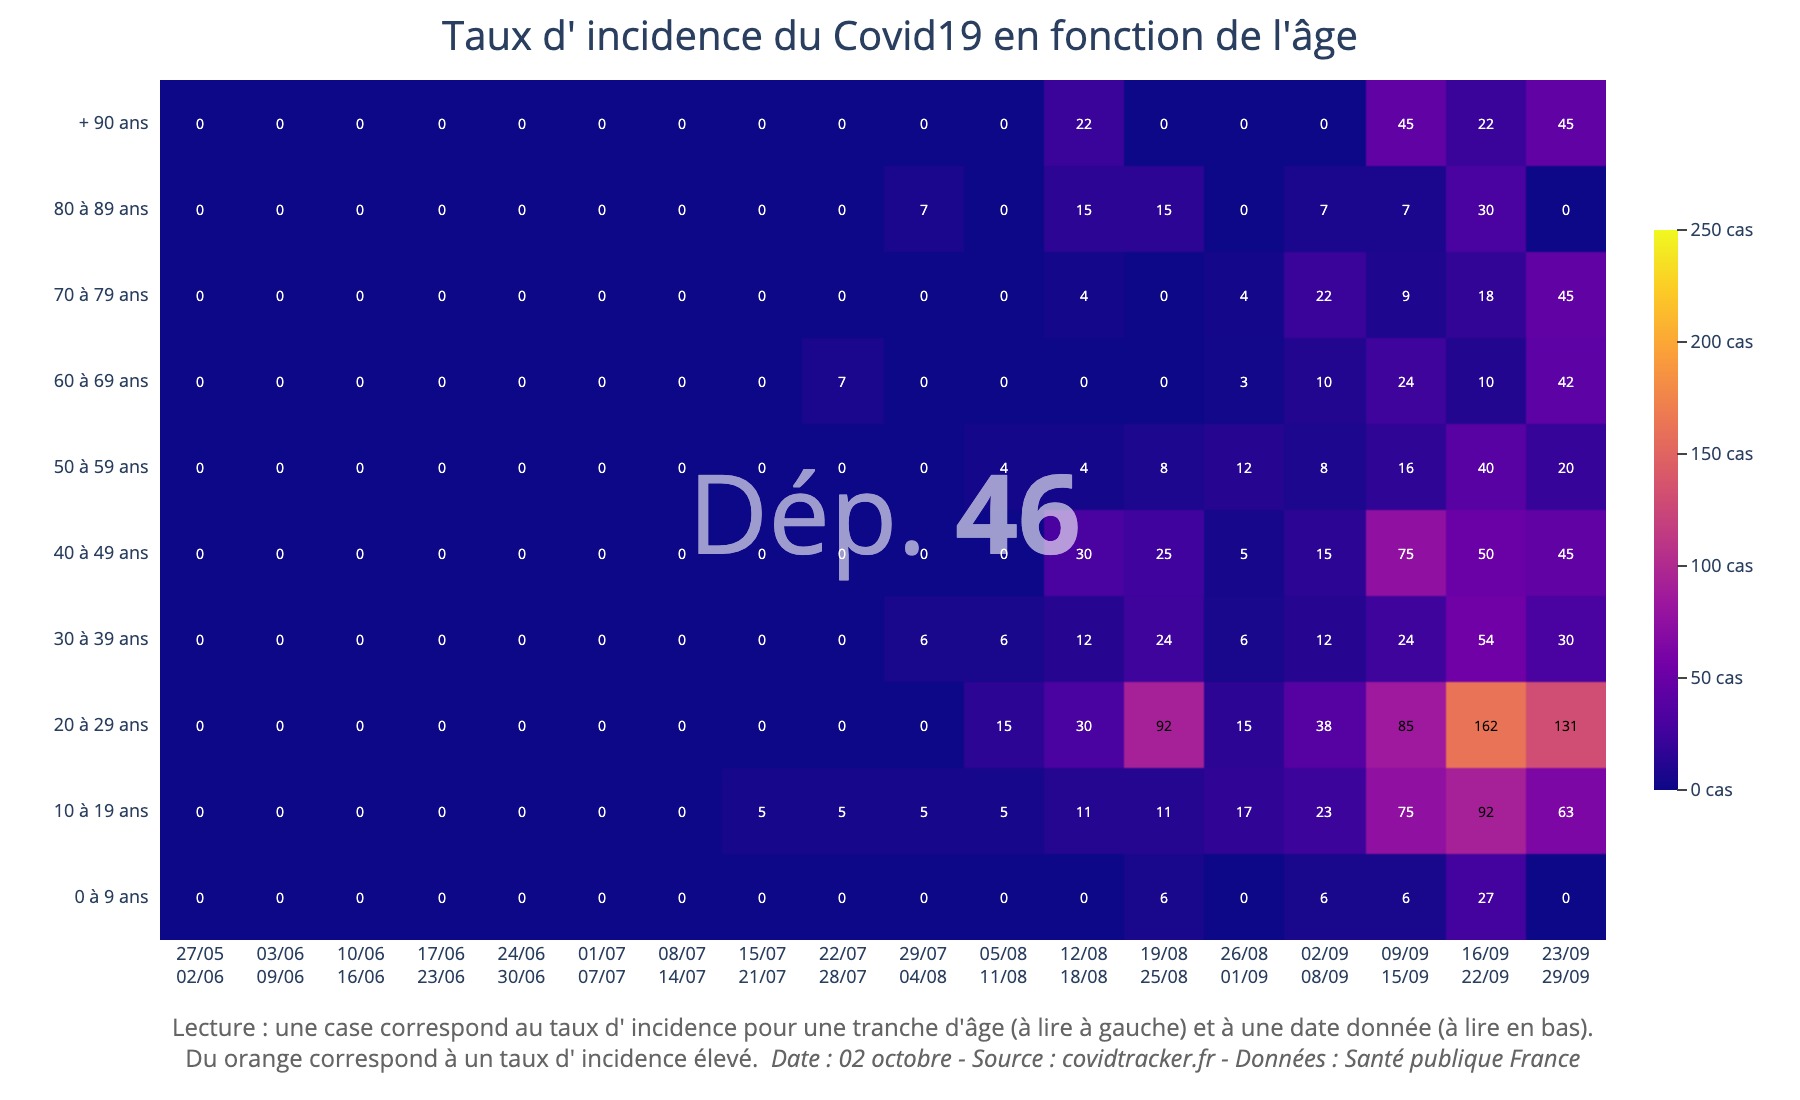 Taux d' incidence du Covid19 en fonction de l'âge
+ 90 ans 0 0 0 0 0 0 0 0 0 0 0 22 0 0 0 45 22 45
80 à 89 ans 0 0 0 0 0 0 0 0 0 7 0 15 15 0 7 7 30 0
70 à 79 ans 0 0 0 0 0 0 0 0 0 0 0 4 0 4 22 9 18 45
60 à 69 ans 0 0 0 0 0 0 0 0 7 0 0 0 0 3 10 24 10 42
50 à 59 ans 0 0 0 0 0 0 0 0 0 0 4 4 8 12 8 16 40 20
Dép. 46
40 à 49 ans 0 0 0 0 0 0 0 0 0 0 0 30 25 5 15 75 50 45
30 à 39 ans 0 0 0 0 0 0 0 0 0 6 6 12 24 6 12 24 54 30
20 à 29 ans 0 0 0 0 0 0 0 0 0 0 15 30 92 15 38 85 162 131
10 à 19 ans 0 0 0 0 0 0 0 5 5 5 5 11 11 17 23 75 92 63
0 à 9 ans 0 0 0 0 0 0 0 0 0 0 0 0 6 0 6 6 27 0
27/05 03/06 10/06 17/06 24/06 01/07 08/07 15/07 22/07 29/07 05/08 12/08 19/08 26/08 02/09 09/09 16/09 23/09
02/06 09/06 16/06 23/06 30/06 07/07 14/07 21/07 28/07 04/08 11/08 18/08 25/08 01/09 08/09 15/09 22/09 29/09
250 cas
200 cas
150 cas
100 cas
50 cas
0 cas
Lecture : une case correspond au taux d' incidence pour une tranche d'âge (à lire à gauche) et à une date donnée (à lire en bas).
Du orange correspond à un taux d' incidence élevé. Date : 02 octobre - Source : covidtracker.fr - Données : Santé publique France